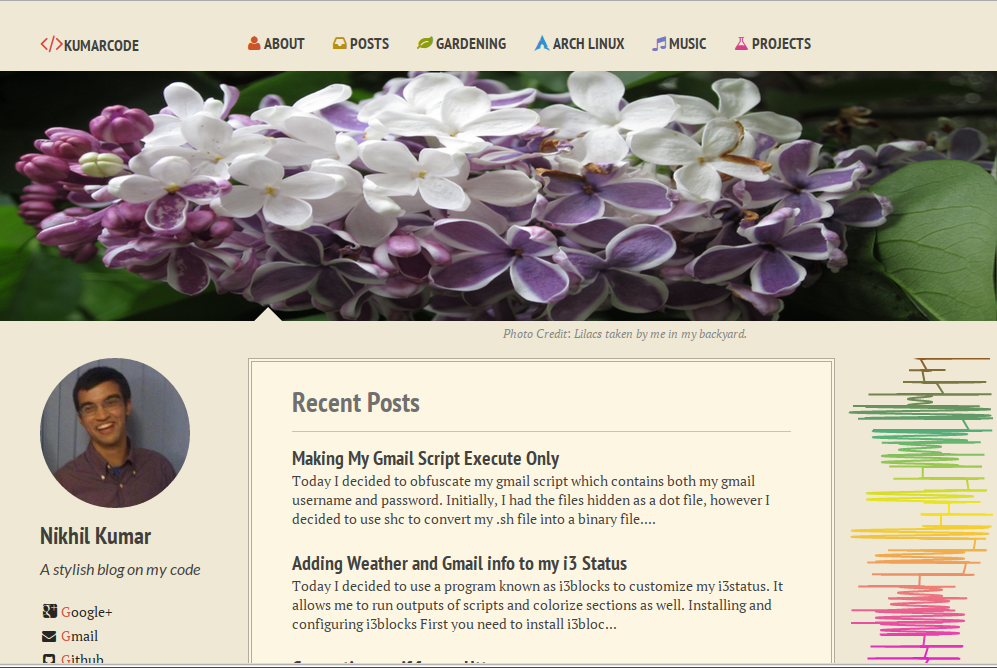 </>KUMARCODE
ABOUT POSTS GARDENING ARCH LINUX MUSIC PROJECTS
Photo Credit: Lilacs taken by me in my backyard.
Nikhil Kumar
A stylish blog on my code
Google+
Gmail
Github
Recent Posts
Making My Gmail Script Execute Only
Today I decided to obfuscate my gmail script which contains both my gmail
username and password. Initially, I had the files hidden as a dot file, however I
decided to use shc to convert my .sh file into a binary file....
Adding Weather and Gmail info to my i3 Status
Today I decided to use a program known as i3blocks to customize my i3status. It
allows me to run outputs of scripts and colorize sections as well. Installing and
configuring i3blocks First you need to install i3bloc...